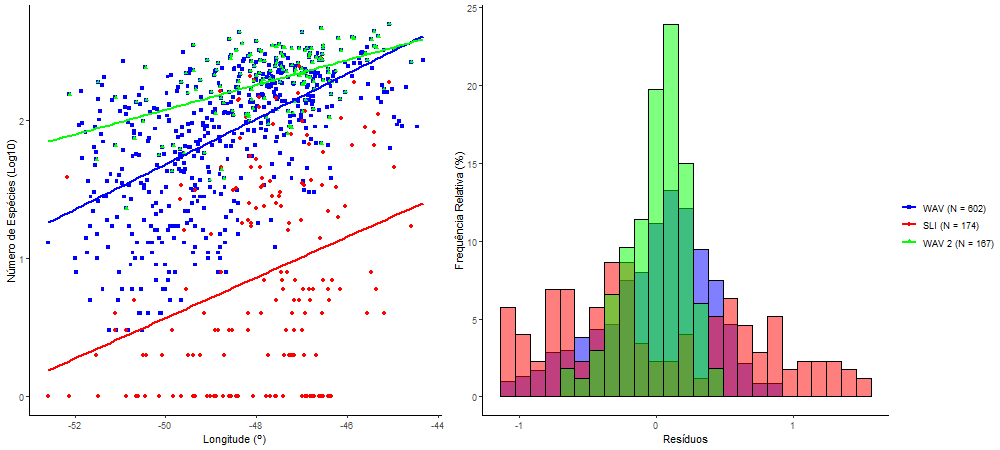 Número de Espécies (Log10)
2
1
0
-52
-50
-48
-46
-44
Longitude (º)
Frequência Relativa (%)
25
20
15
10
5
0
-1
0
1
Resíduos
WAV (N = 602)
SLI (N = 174)
WAV 2 (N = 167)